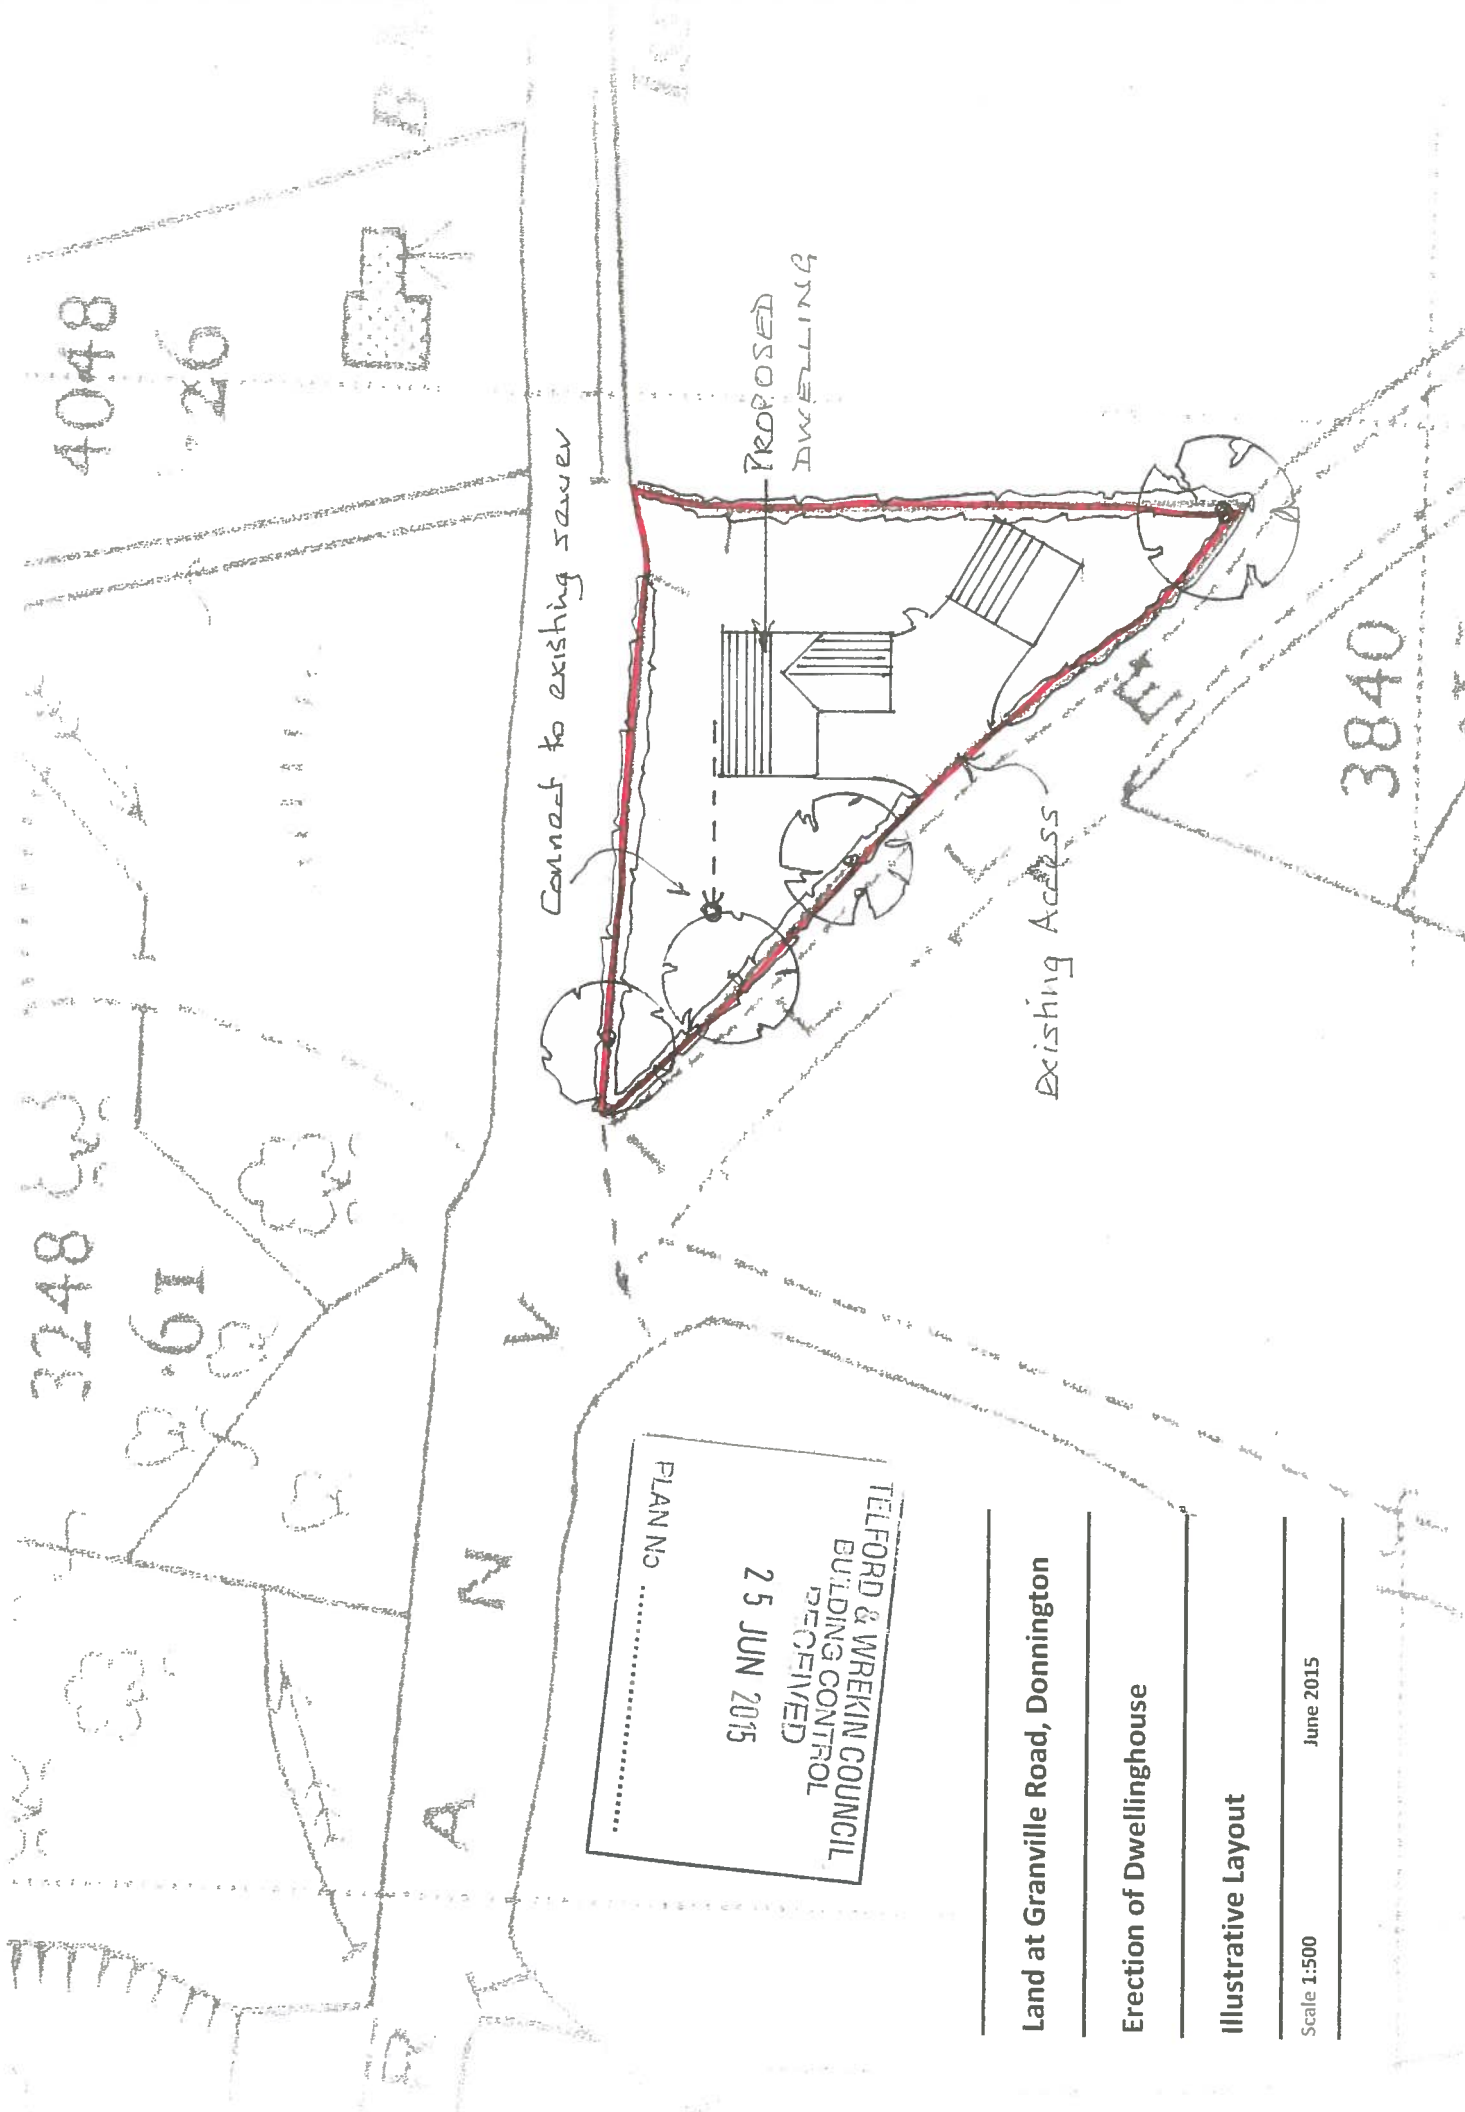 4048
·26
3248
·61
Connect to existing sewer
PROPOSED
DWELLING
Existing Access
3840
R A N V I L L E
TELFORD & WREKIN COUNCIL
BUILDING CONTROL
RECEIVED
25 JUN 2015
PLAN No ....................
Land at Granville Road, Donnington
Erection of Dwellinghouse
Illustrative Layout
Scale 1:500 June 2015